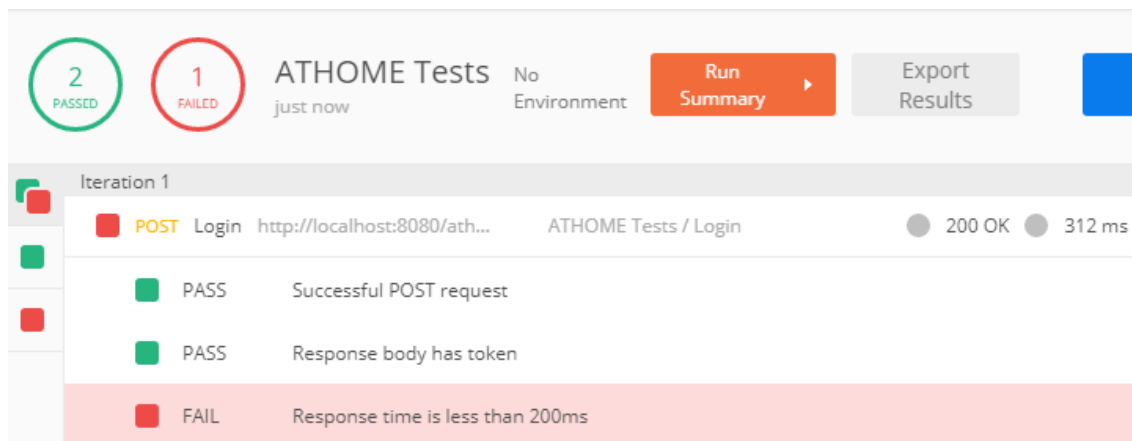 2
PASSED
1
FAILED
ATHOME Tests
just now
No
Environment
Run
Summary
Export
Results
Iteration 1
POST Login http://localhost:8080/ath... ATHOME Tests / Login 200 OK 312 ms
PASS Successful POST request
PASS Response body has token
FAIL Response time is less than 200ms